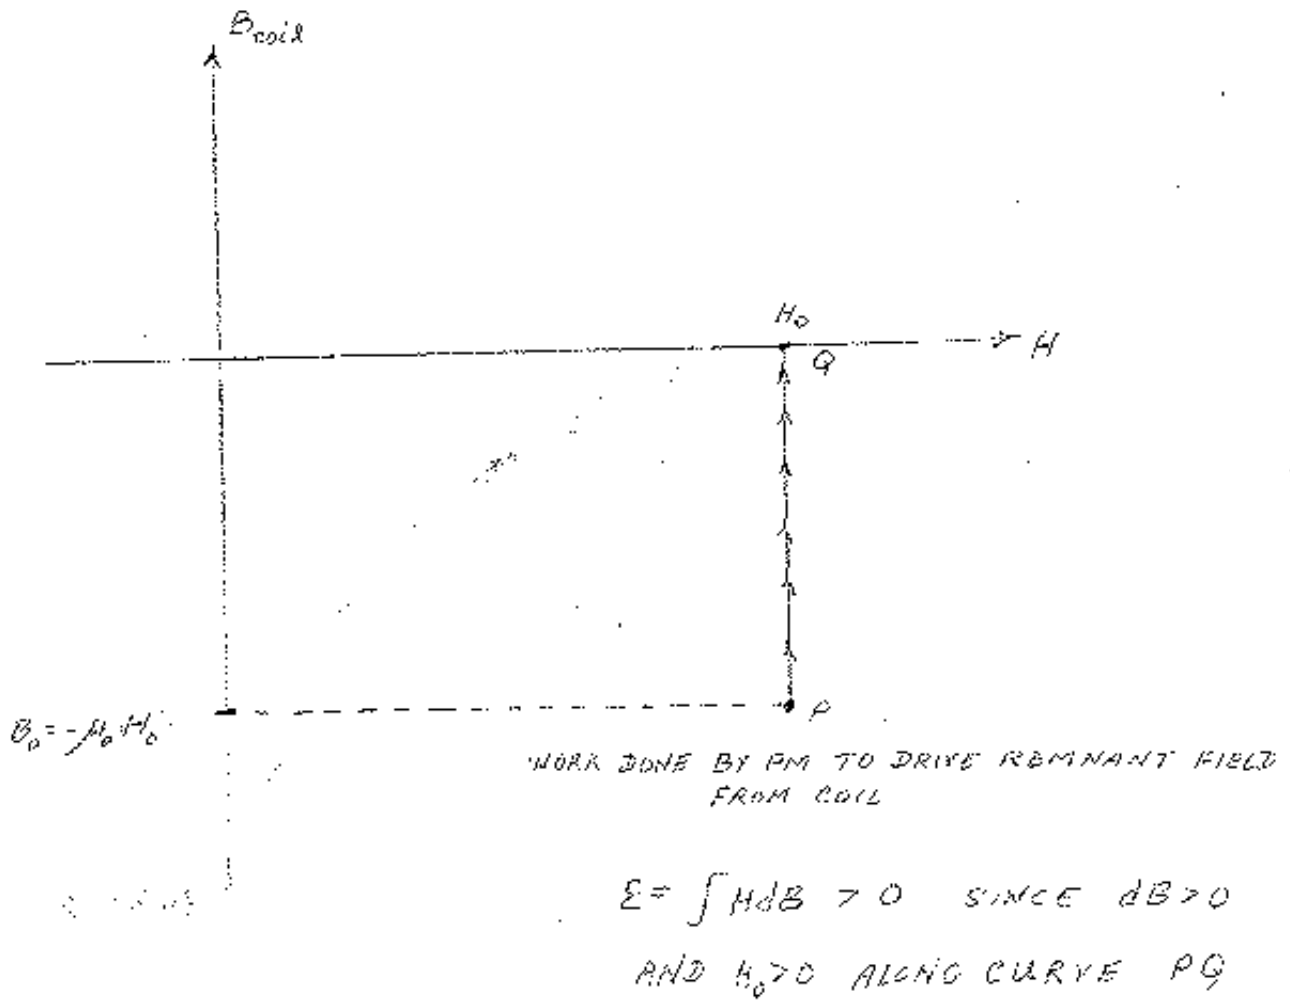 B_coil
H₀
H
Q
B₀ = -μ₀H₀
P
WORK DONE BY PM TO DRIVE REMNANT FIELD
FROM COIL
Σ = ∫HdB > 0 SINCE dB > 0
AND H₀>0 ALONG CURVE PQ